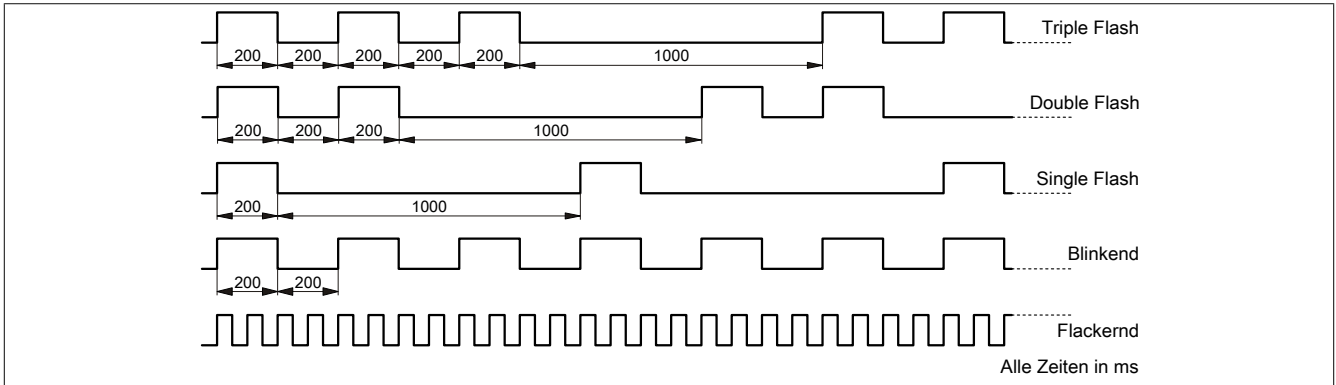 Triple Flash
200 200 200 200 200 1000
Double Flash
200 200 200 1000
Single Flash
200 1000
Blinkend
200 200
Flackernd
Alle Zeiten in ms